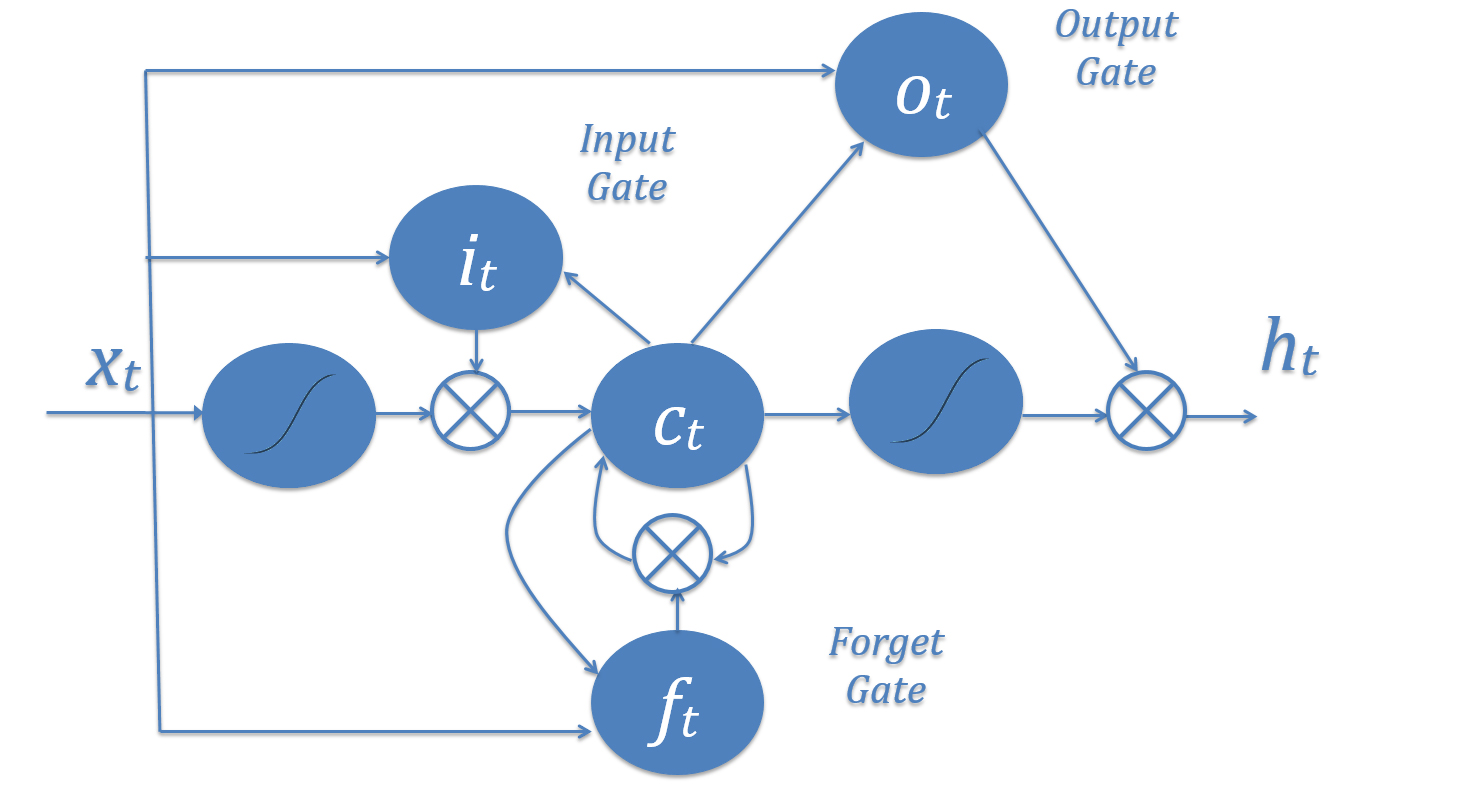 Output
Gate
o_t
Input
Gate
i_t
x_t
c_t
h_t
Forget
Gate
f_t